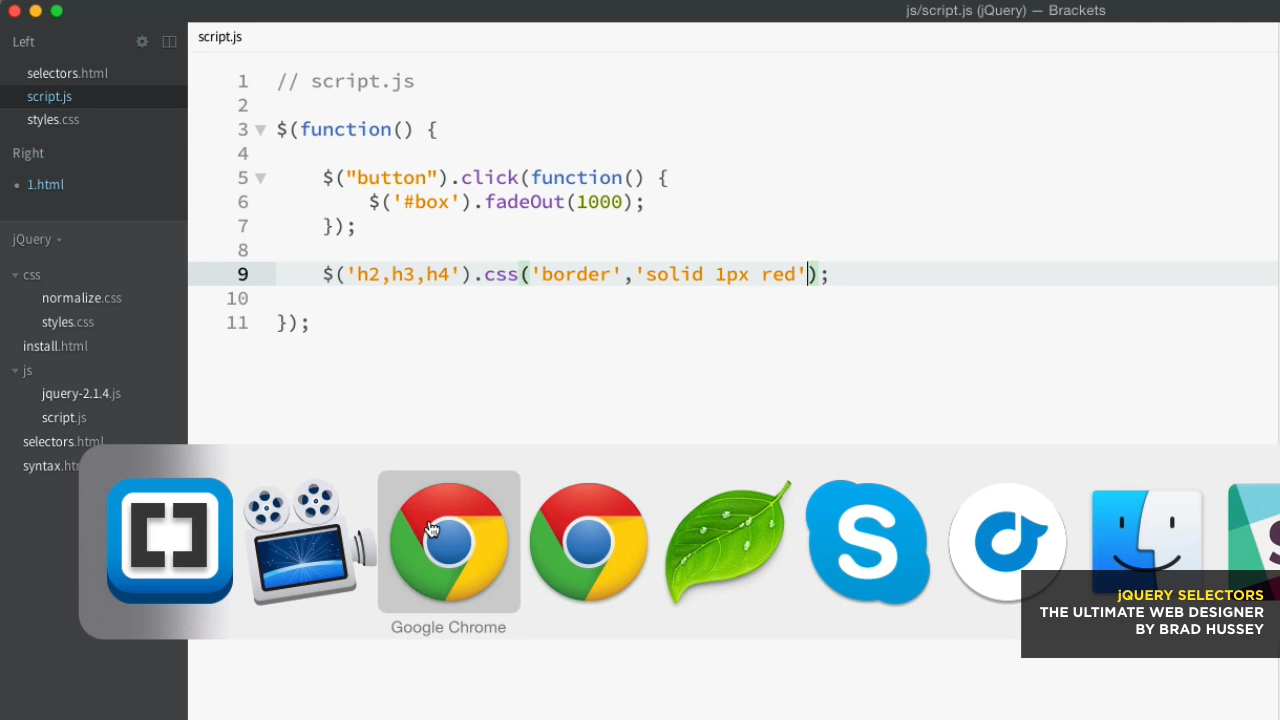 js/script.js (jQuery) — Brackets
Left
selectors.html
script.js
styles.css
Right
1.html
jQuery
css
normalize.css
styles.css
install.html
js
jquery-2.1.4.js
script.js
selectors.html
script.js
1 // script.js
2
3 $(function() {
4
5 $("button").click(function() {
6 $('#box').fadeOut(1000);
7 });
8
9 $('h2,h3,h4').css('border','solid 1px red');
10
11 });
Google Chrome
jQUERY SELECTORS
THE ULTIMATE WEB DESIGNER
BY BRAD HUSSEY